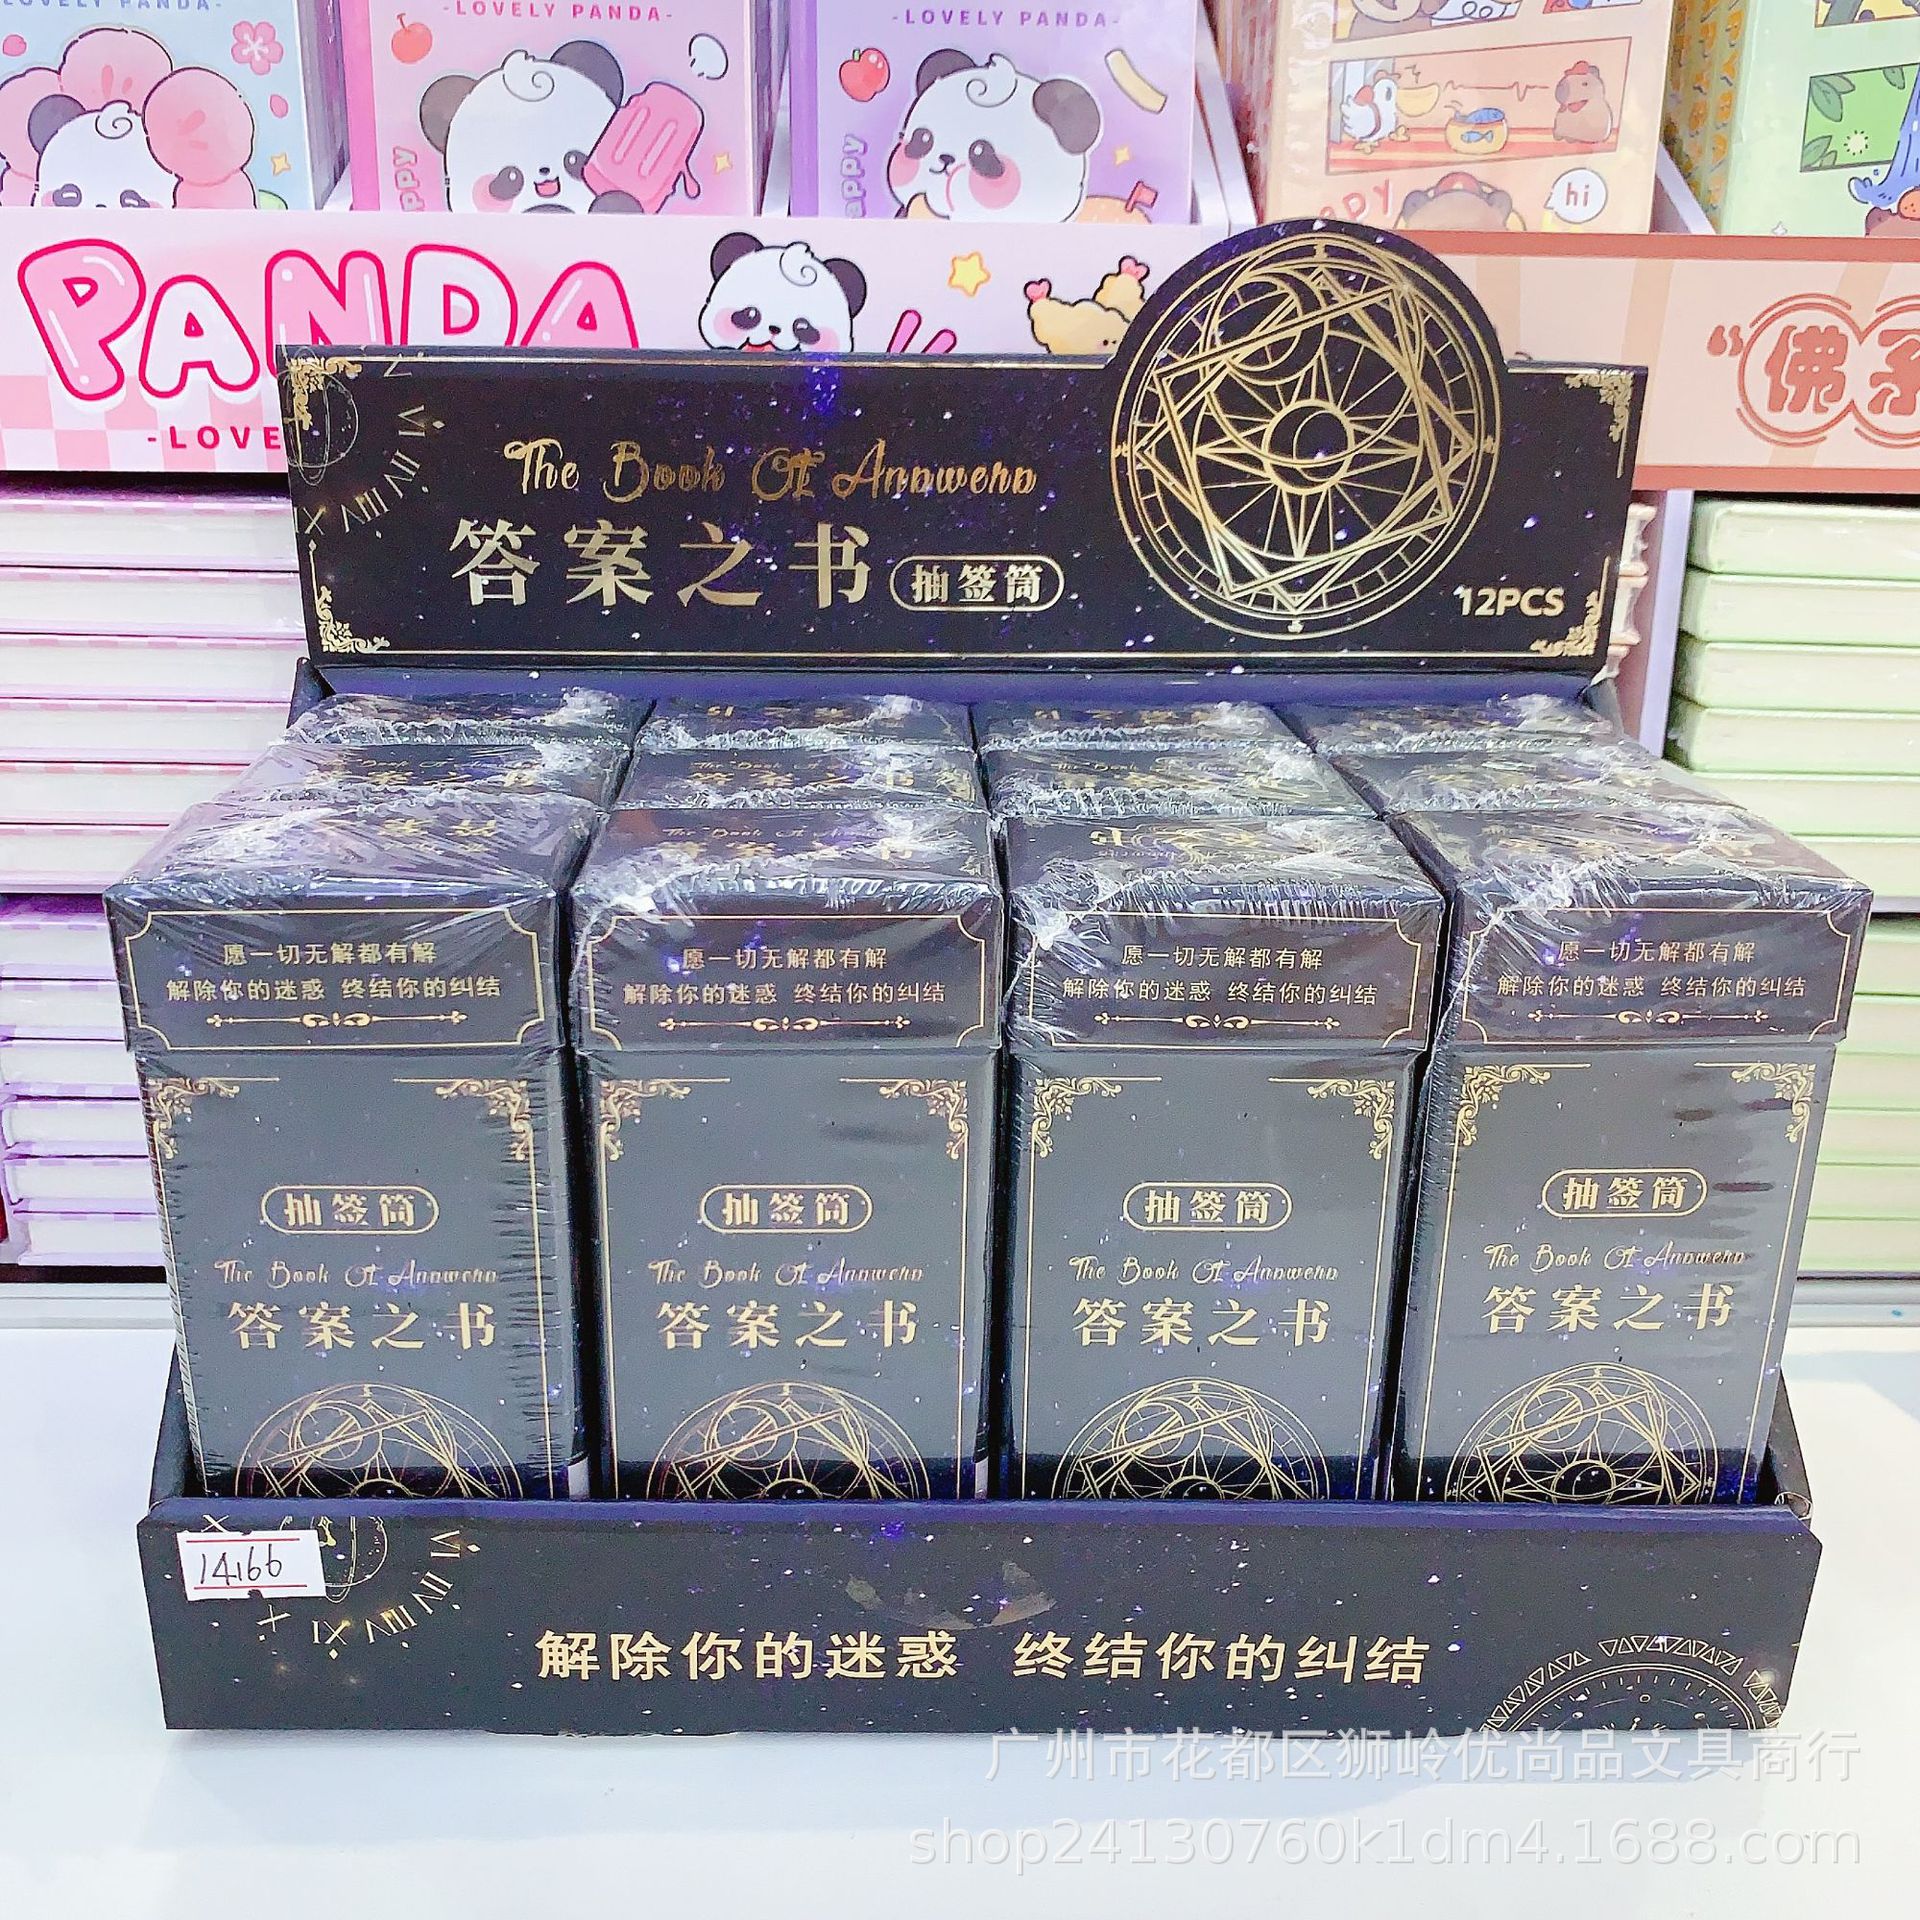 -LOVELY PANDA-
-LOVELY PANDA-
hi
PANDA
-LOVE
"佛系
The Book Of Annwern
答案之书
抽签筒
12PCS
愿一切无解都有解
解除你的迷惑 终结你的纠结
愿一切无解都有解
解除你的迷惑 终结你的纠结
愿一切无解都有解
解除你的迷惑 终结你的纠结
愿一切无解都有解
解除你的迷惑 终结你的纠结
抽签筒
The Book Of Annwern
答案之书
抽签筒
The Book Of Annwern
答案之书
抽签筒
The Book Of Annwern
答案之书
抽签筒
The Book Of Annwern
答案之书
14166
解除你的迷惑 终结你的纠结
广州市花都区狮岭优尚品文具商行
shop24130760k1dm4.1688.com